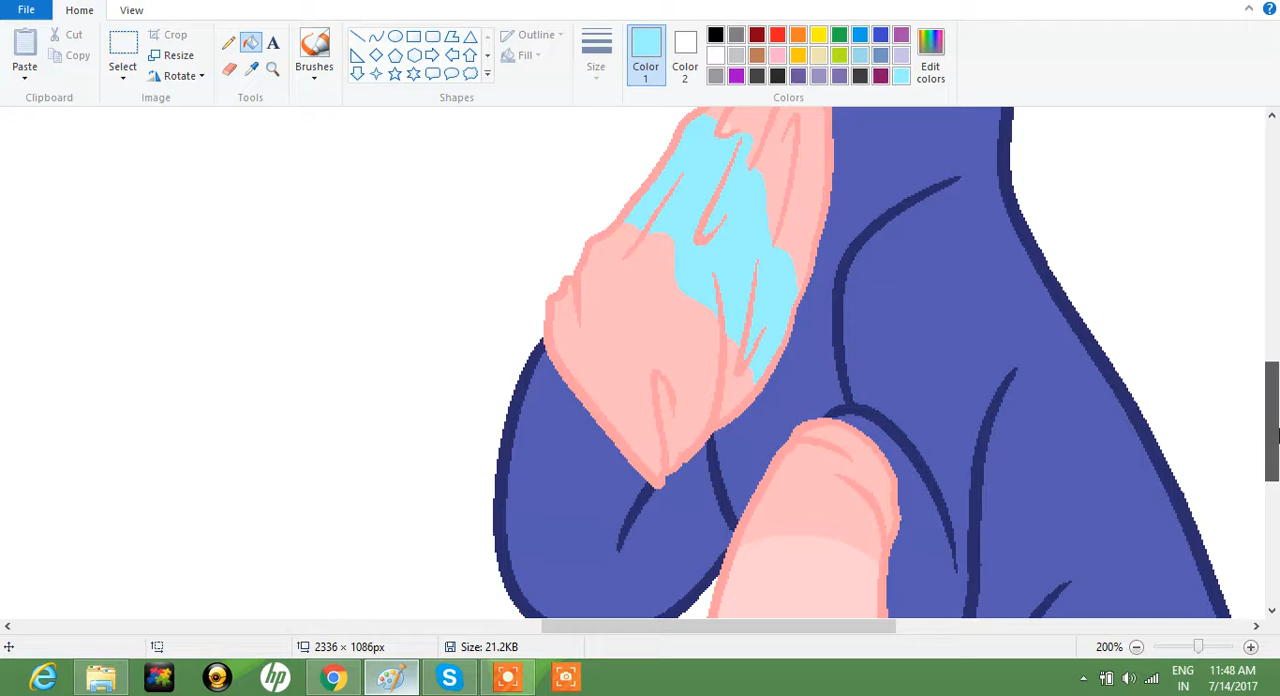 File Home View
Cut
Copy
Paste
Clipboard
Select
Crop
Resize
Rotate
Image
A
Tools
Brushes
Outline
Fill
Shapes
Size
Color
1
Color
2
Colors
Edit
colors
2336 × 1086px
Size: 21.2KB
200%
hp
S
ENG
IN
11:48 AM
7/14/2017